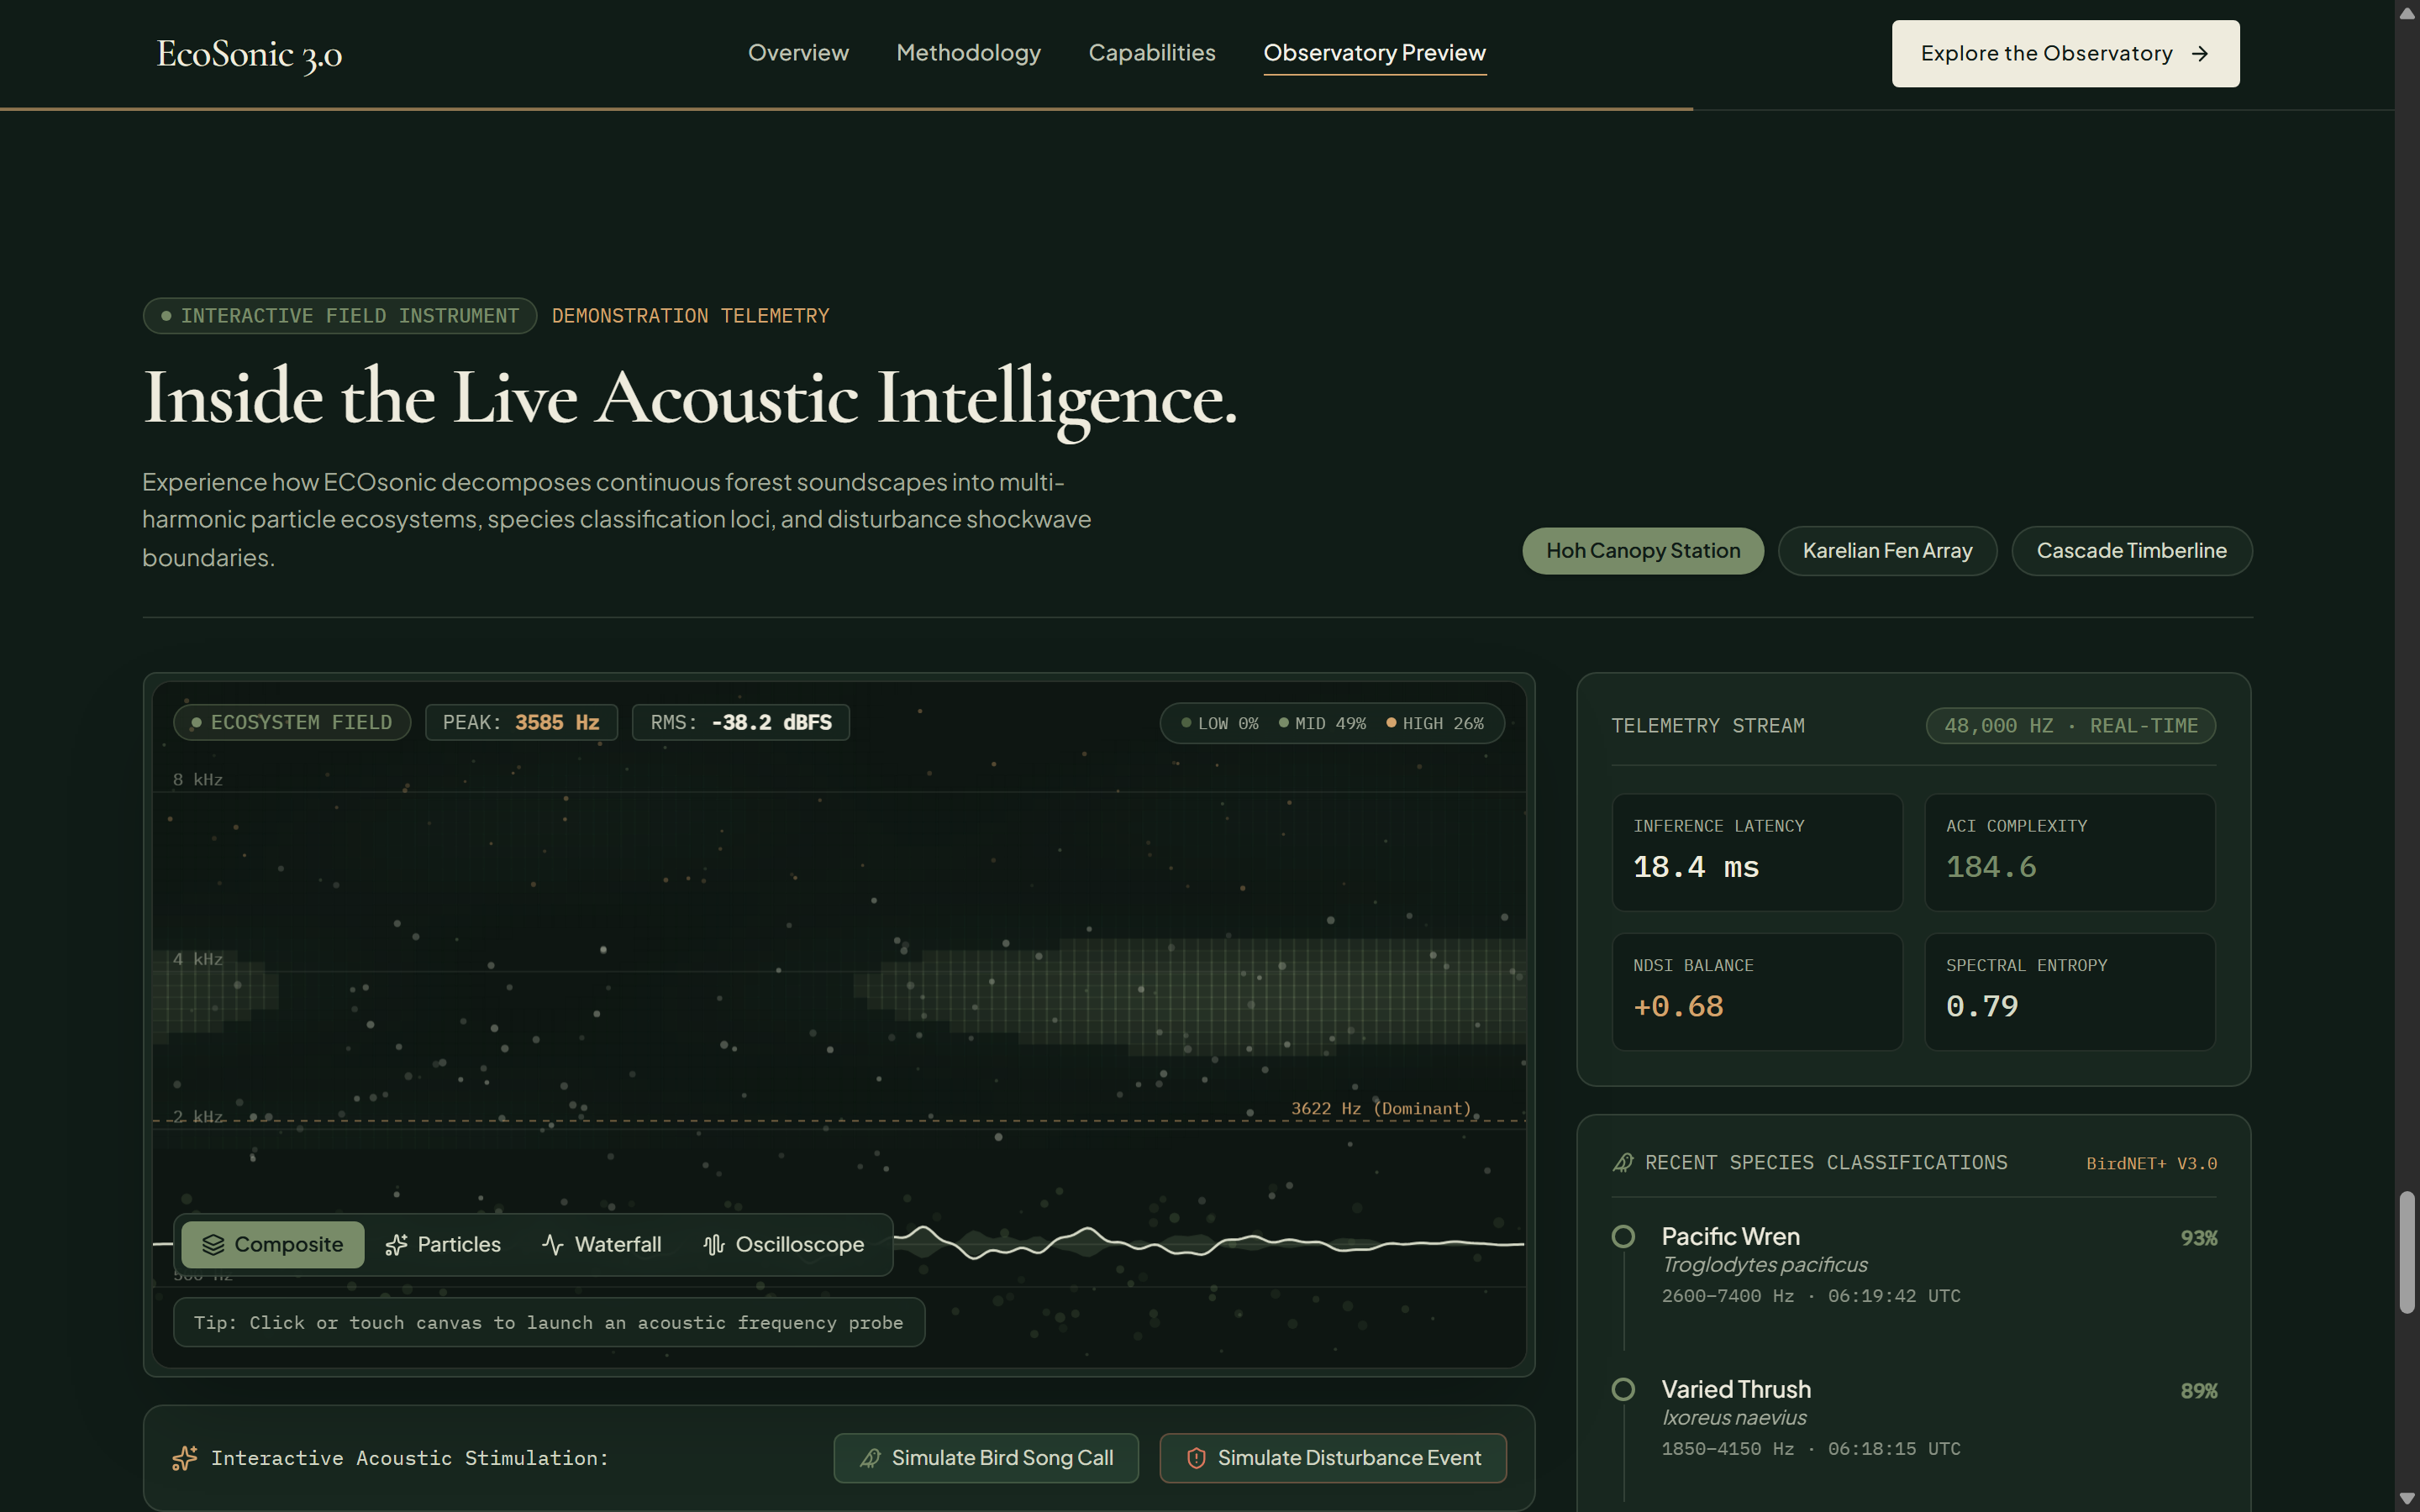 EcoSonic 3.0
Overview
Methodology
Capabilities
Observatory Preview
Explore the Observatory
INTERACTIVE FIELD INSTRUMENT
DEMONSTRATION TELEMETRY
Inside the Live Acoustic Intelligence.
Experience how ECOsonic decomposes continuous forest soundscapes into multi-
harmonic particle ecosystems, species classification loci, and disturbance shockwave
boundaries.
Hoh Canopy Station
Karelian Fen Array
Cascade Timberline
ECOSYSTEM FIELD
PEAK: 3585 Hz
RMS: -38.2 dBFS
LOW 0%
MID 49%
HIGH 26%
8 kHz
4 kHz
2 kHz
3622 Hz (Dominant)
Composite
Particles
Waterfall
Oscilloscope
500 Hz
Tip: Click or touch canvas to launch an acoustic frequency probe
Interactive Acoustic Stimulation:
Simulate Bird Song Call
Simulate Disturbance Event
TELEMETRY STREAM
48,000 HZ · REAL-TIME
INFERENCE LATENCY
18.4 ms
ACI COMPLEXITY
184.6
NDSI BALANCE
+0.68
SPECTRAL ENTROPY
0.79
RECENT SPECIES CLASSIFICATIONS
BirdNET+ V3.0
Pacific Wren
93%
Troglodytes pacificus
2600–7400 Hz · 06:19:42 UTC
Varied Thrush
89%
Ixoreus naevius
1850–4150 Hz · 06:18:15 UTC